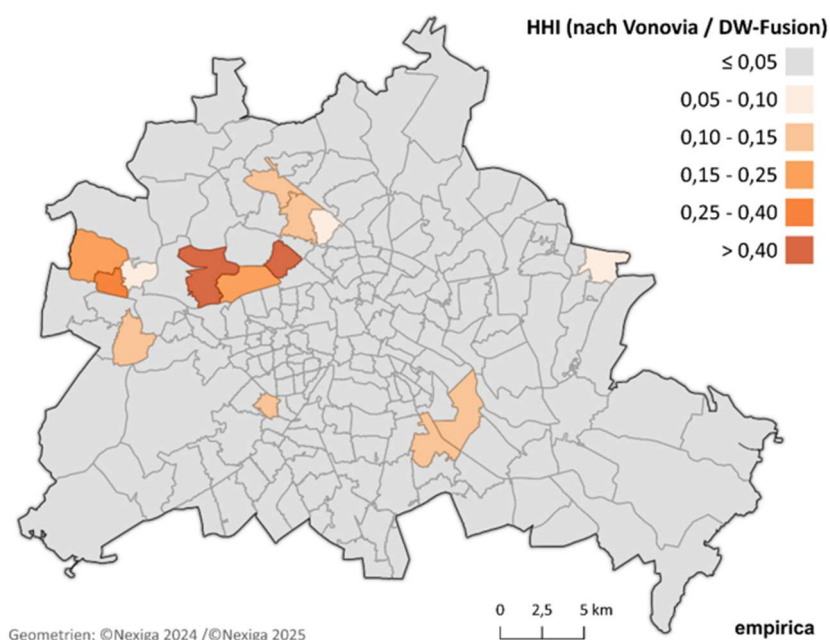 HHI (nach Vonovia / DW-Fusion)
≤ 0,05
0,05 - 0,10
0,10 - 0,15
0,15 - 0,25
0,25 - 0,40
> 0,40
0 2,5 5 km
empirica
Geometrien: ©Nexiga 2024 /©Nexiga 2025